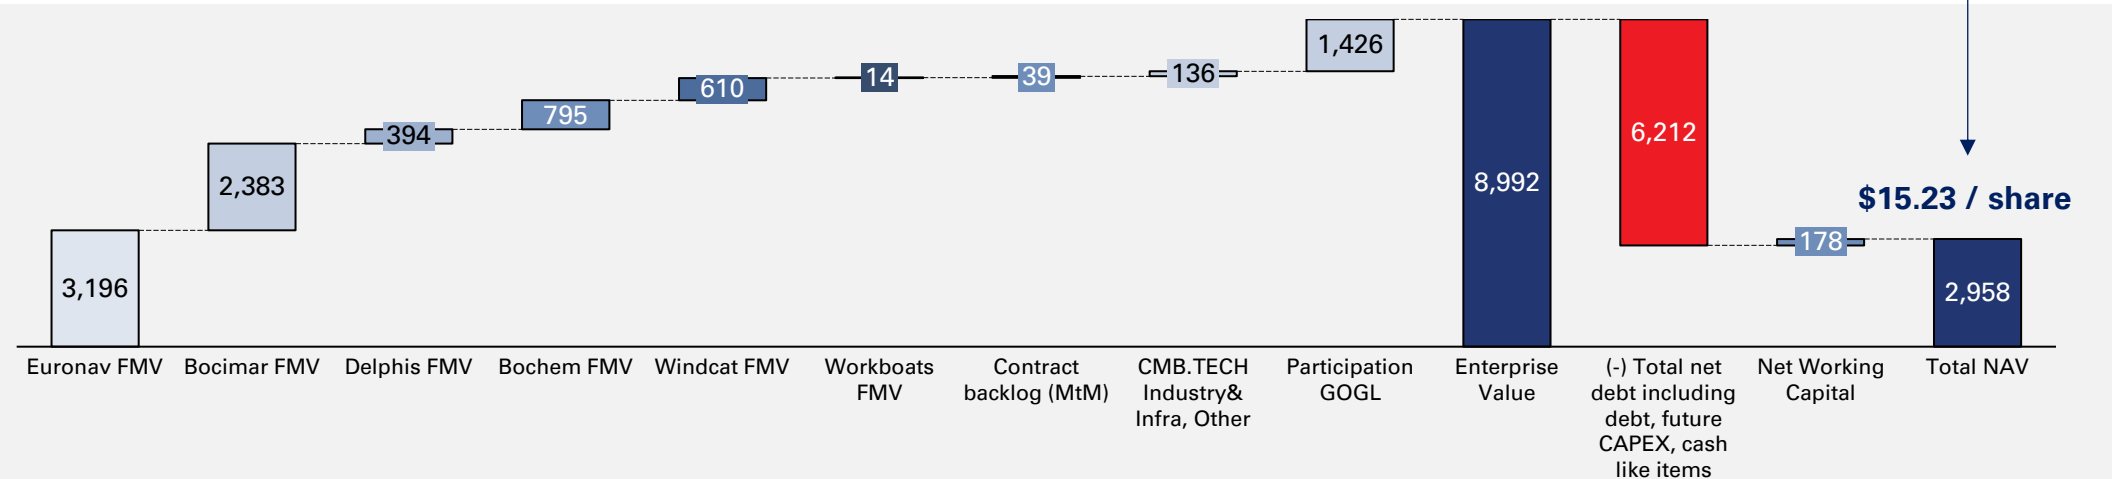 1,426
14
39
136
610
795
394
6,212
2,383
8,992
$15.23 / share
178
3,196
2,958
Euronav FMV
Bocimar FMV
Delphis FMV
Bochem FMV
Windcat FMV
Workboats
FMV
Contract
backlog (MtM)
CMB.TECH
Industry&
Infra, Other
Participation
GOGL
Enterprise
Value
(-) Total net
debt including
debt, future
CAPEX, cash
like items
Net Working
Capital
Total NAV